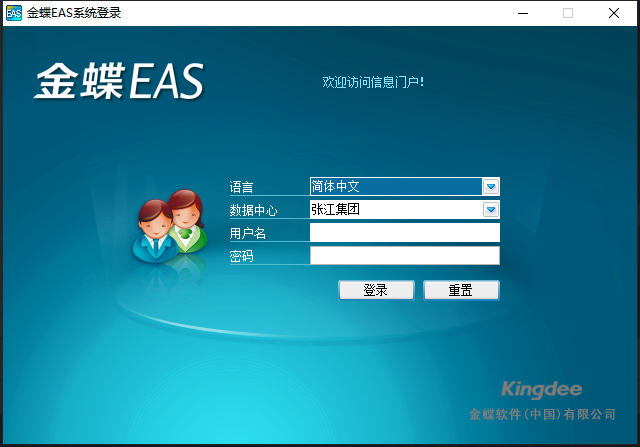 EAS 金蝶EAS系统登录
金蝶EAS
欢迎访问信息门户!
语言 简体中文
数据中心 张江集团
用户名
密码
登录 重置
Kingdee
金蝶软件(中国)有限公司